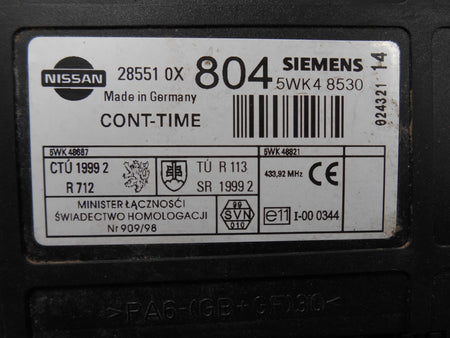 NISSAN
28551 0X 804
Made in Germany
CONT-TIME
SIEMENS
5WK4 8530
024321 14
5WK 48687
CTÚ 1999 2
R 712
TÚ R 113
SR 1999 2
MINISTER ŁĄCZNOŚCI
ŚWIADECTWO HOMOLOGACJI
Nr 909/98
99
SVN
010
5WK 48821
433,92 MHz
CE
e11 I-00 0344
>PA6-(GB+GF)30<